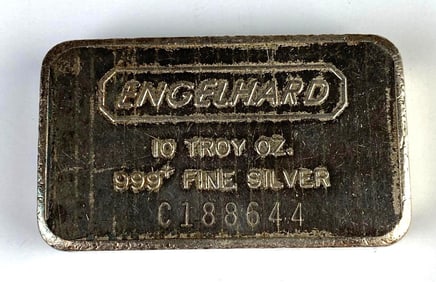 ENGELHARD
10 TROY OZ.
999+ FINE SILVER
C188644